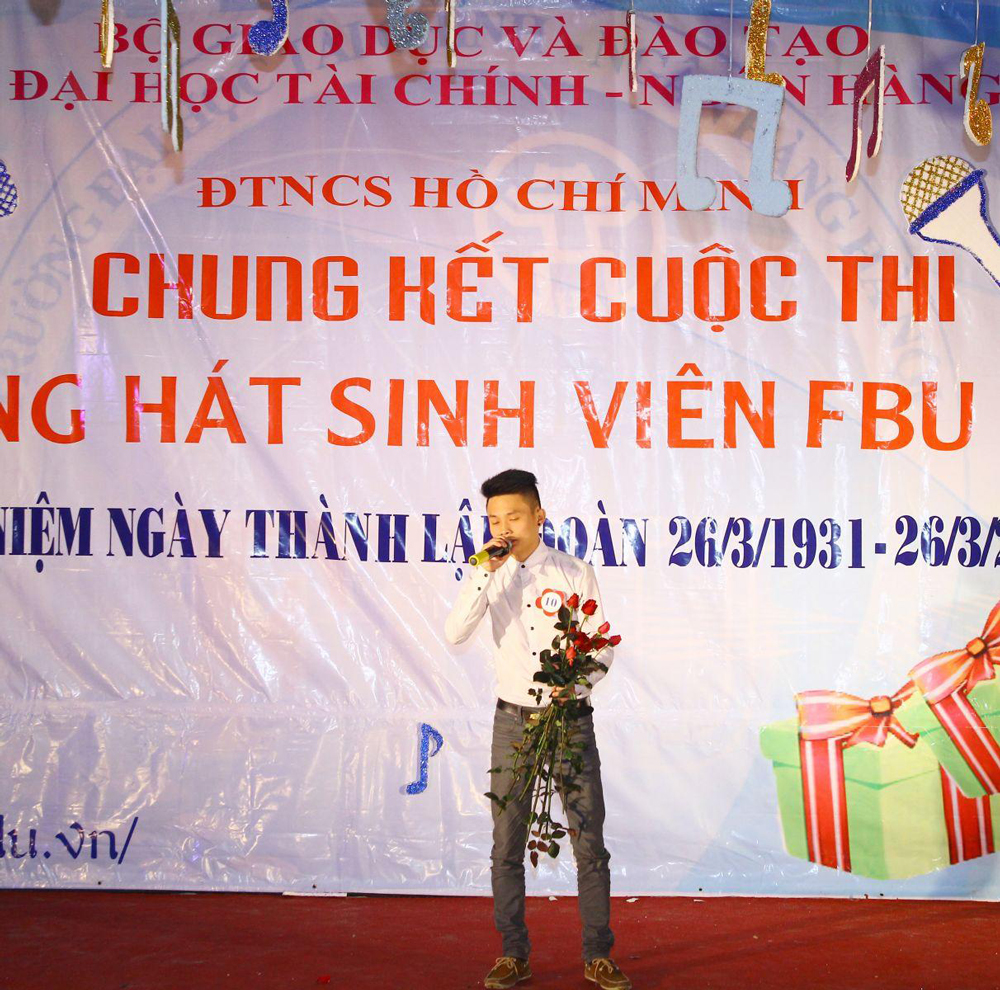 BỘ GIÁO DỤC VÀ ĐÀO TẠO
ĐẠI HỌC TÀI CHÍNH - NGÂN HÀNG
ĐTNCS HỒ CHÍ MINH
CHUNG KẾT CUỘC THI
NG HÁT SINH VIÊN FBU
NIỆM NGÀY THÀNH LẬP ĐOÀN 26/3/1931 - 26/3/2
10
du.vn/